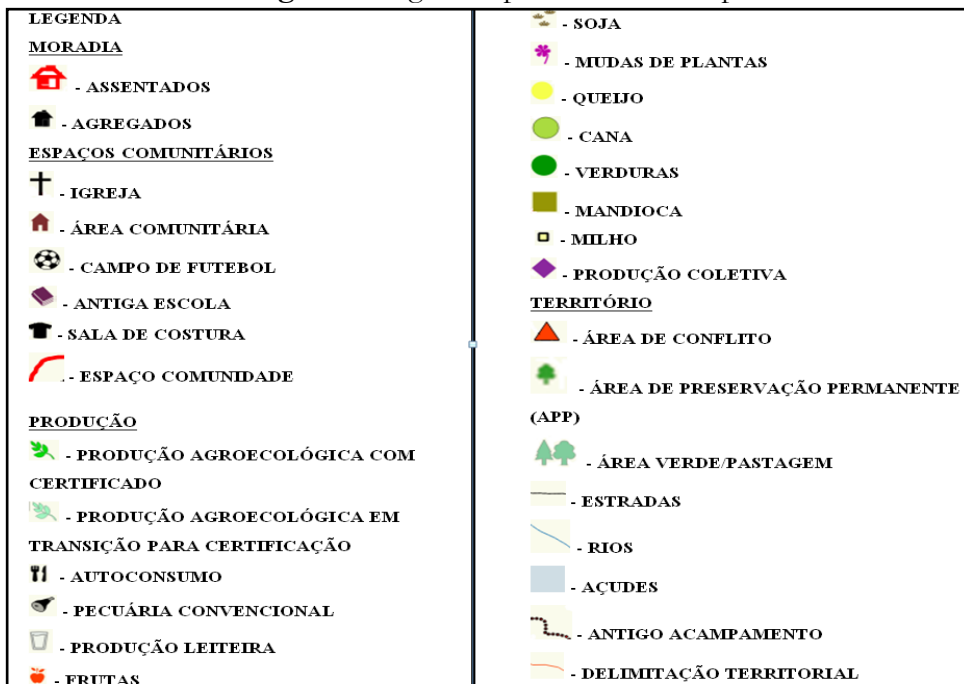 LEGENDA
MORADIA
- ASSENTADOS
- AGREGADOS
ESPAÇOS COMUNITÁRIOS
- IGREJA
- ÁREA COMUNITÁRIA
- CAMPO DE FUTEBOL
- ANTIGA ESCOLA
- SALA DE COSTURA
- ESPAÇO COMUNIDADE
PRODUÇÃO
- PRODUÇÃO AGROECOLÓGICA COM
CERTIFICADO
- PRODUÇÃO AGROECOLÓGICA EM
TRANSIÇÃO PARA CERTIFICAÇÃO
- AUTOCONSUMO
- PECUÁRIA CONVENCIONAL
- PRODUÇÃO LEITEIRA
- FRUTAS
- SOJA
- MUDAS DE PLANTAS
- QUEIJO
- CANA
- VERDURAS
- MANDIOCA
- MILHO
- PRODUÇÃO COLETIVA
TERRITÓRIO
- ÁREA DE CONFLITO
- ÁREA DE PRESERVAÇÃO PERMANENTE
(APP)
- ÁREA VERDE/PASTAGEM
- ESTRADAS
- RIOS
- AÇUDES
- ANTIGO ACAMPAMENTO
- DELIMITAÇÃO TERRITORIAL